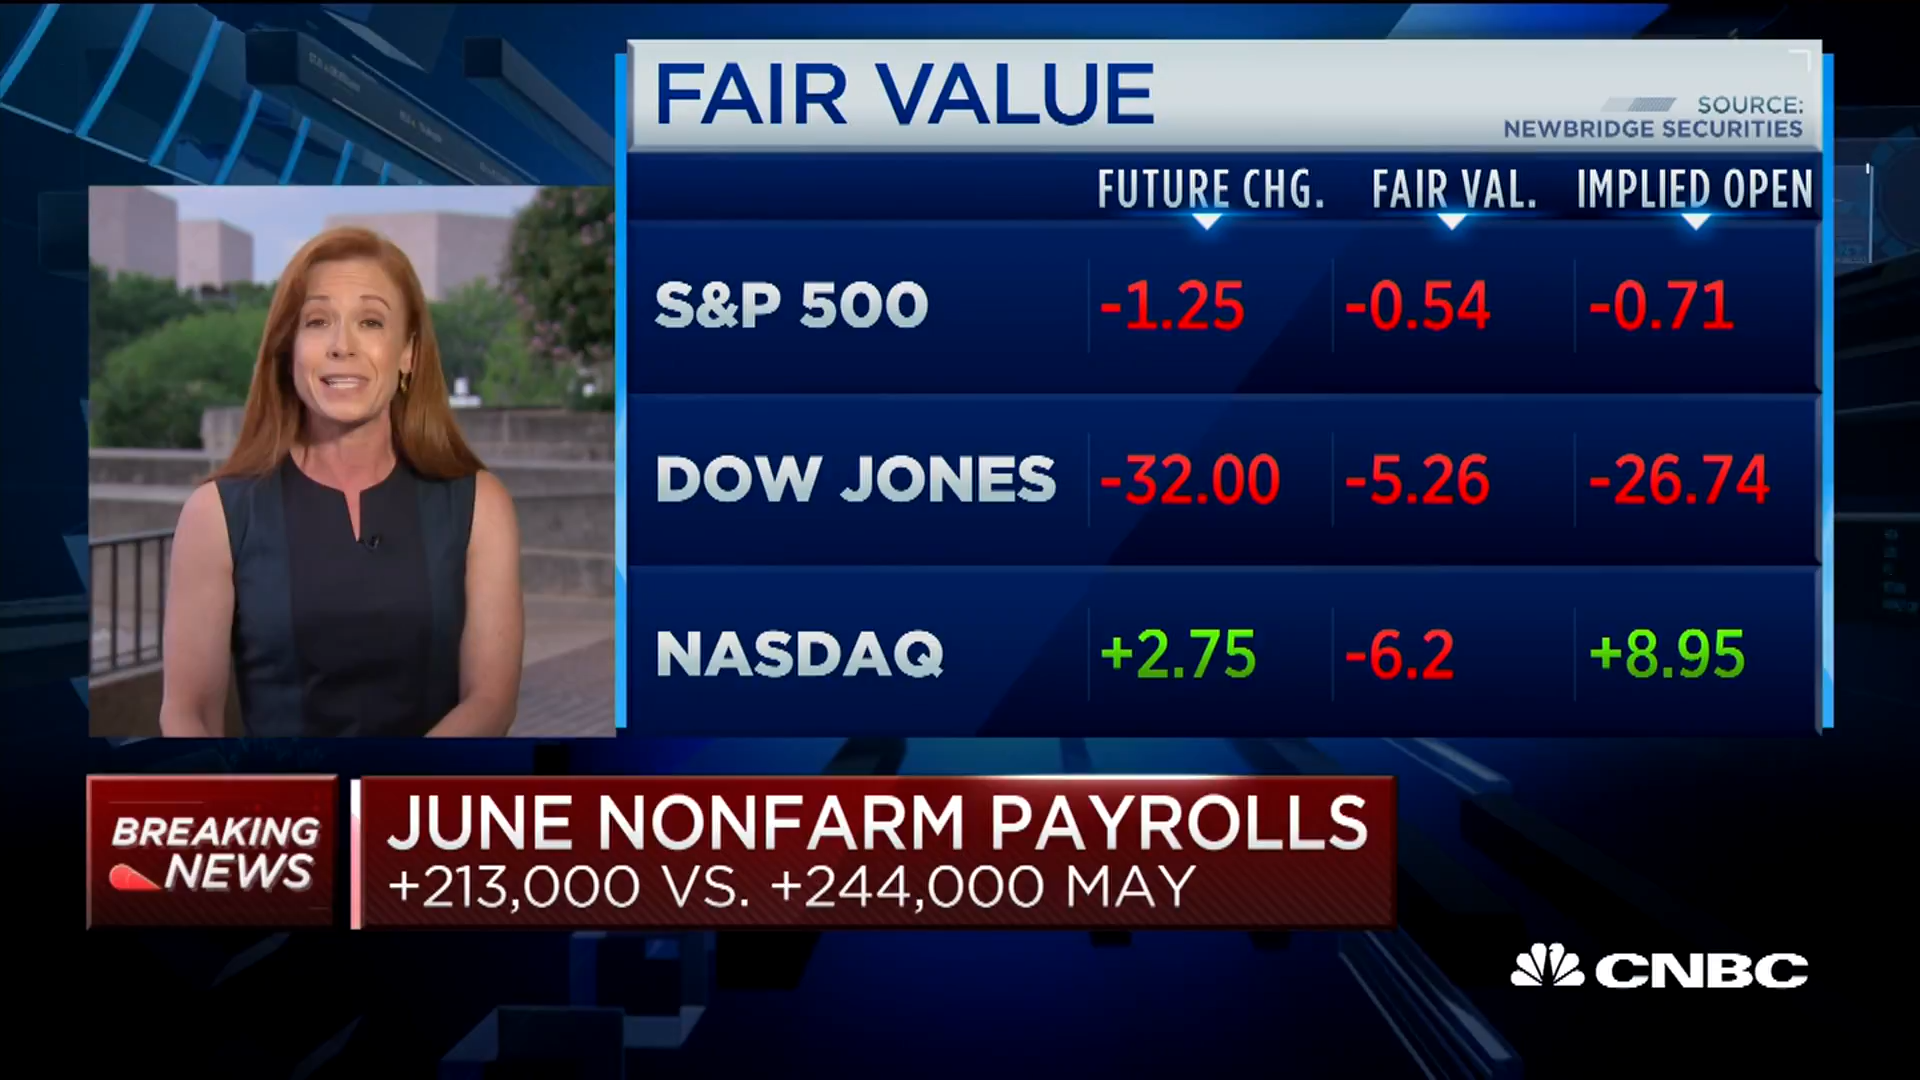 FAIR VALUE
SOURCE:
NEWBRIDGE SECURITIES
FUTURE CHG. FAIR VAL. IMPLIED OPEN
S&P 500 -1.25 -0.54 -0.71
DOW JONES -32.00 -5.26 -26.74
NASDAQ +2.75 -6.2 +8.95
BREAKING
NEWS
JUNE NONFARM PAYROLLS
+213,000 VS. +244,000 MAY
CNBC